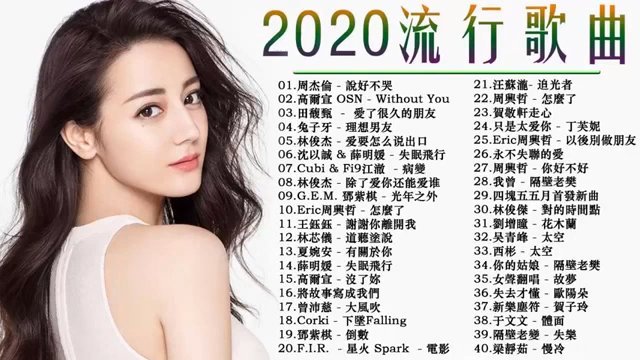 2020流行歌曲
01.周杰倫 - 說好不哭
02.高爾宣 OSN - Without You
03.田馥甄 - 愛了很久的朋友
04.兔子牙 - 理想男友
05.林俊杰 - 爱要怎么说出口
06.沈以誠 & 薛明媛 - 失眠飛行
07.Cubi & Fi9江澈 - 病變
08.林俊杰 - 除了爱你还能爱谁
09.G.E.M. 鄧紫棋 - 光年之外
10.Eric周興哲 - 怎麼了
11.王鈺鈺 - 謝謝你離開我
12.林芯儀 - 道聽塗說
13.夏婉安 - 有關於你
14.薛明媛 - 失眠飛行
15.高爾宣 - 沒了妳
16.將故事寫成我們
17.曾沛慈 - 大風吹
18.Corki - 下墜Falling
19.鄧紫棋 - 倒數
20.F.I.R. - 星火 Spark - 電影
21.汪蘇瀧- 追光者
22.周興哲 - 怎麼了
23.賀敬軒走心
24.只是太愛你 - 丁芙妮
25.Eric周興哲 - 以後別做朋友
26.永不失聯的愛
27.周興哲 - 你好不好
28.我曾 - 隔壁老樊
29.四塊五五月首發新曲
30.林俊傑 - 對的時間點
31.劉增瞳 - 花木蘭
32.吳青峰 - 太空
33.西彬 - 太空
34.你的姑娘 - 隔壁老樊
35.女聲翻唱 - 故夢
36.失去才懂 - 歐陽朵
37.新樂塵符 - 賀子玲
38.于文文 - 體面
39.隔壁老變 - 失樂
40.梁靜茹 - 慢冷